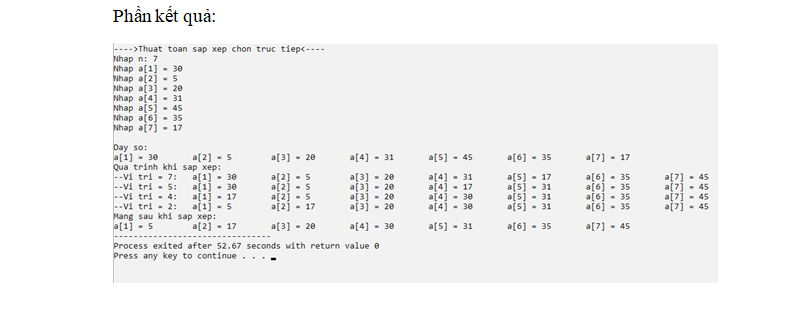 Phần kết quả:
---->Thuat toan sap xep chon truc tiep<----
Nhap n: 7
Nhap a[1] = 30
Nhap a[2] = 5
Nhap a[3] = 20
Nhap a[4] = 31
Nhap a[5] = 45
Nhap a[6] = 35
Nhap a[7] = 17
Day so:
a[1] = 30 a[2] = 5 a[3] = 20 a[4] = 31 a[5] = 45 a[6] = 35 a[7] = 17
Qua trinh khi sap xep:
--Vi tri = 7: a[1] = 30 a[2] = 5 a[3] = 20 a[4] = 31 a[5] = 17 a[6] = 35 a[7] = 45
--Vi tri = 5: a[1] = 30 a[2] = 5 a[3] = 20 a[4] = 17 a[5] = 31 a[6] = 35 a[7] = 45
--Vi tri = 4: a[1] = 17 a[2] = 5 a[3] = 20 a[4] = 30 a[5] = 31 a[6] = 35 a[7] = 45
--Vi tri = 2: a[1] = 5 a[2] = 17 a[3] = 20 a[4] = 30 a[5] = 31 a[6] = 35 a[7] = 45
Mang sau khi sap xep:
a[1] = 5 a[2] = 17 a[3] = 20 a[4] = 30 a[5] = 31 a[6] = 35 a[7] = 45
--------------------------------
Process exited after 52.67 seconds with return value 0
Press any key to continue . . .